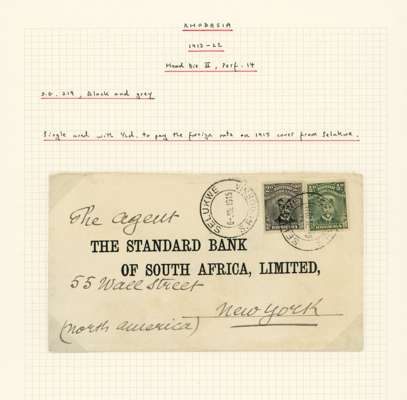 RHODESIA
1913-22
Head Die II, Perf. 14
S.G. 219, Black and grey
Single used with ½d. to pay the foreign rate on 1915 cover from Selukwe.
SELUKWE
1915
The Agent
THE STANDARD BANK
OF SOUTH AFRICA, LIMITED,
55 Wall Street
New York
(North America)